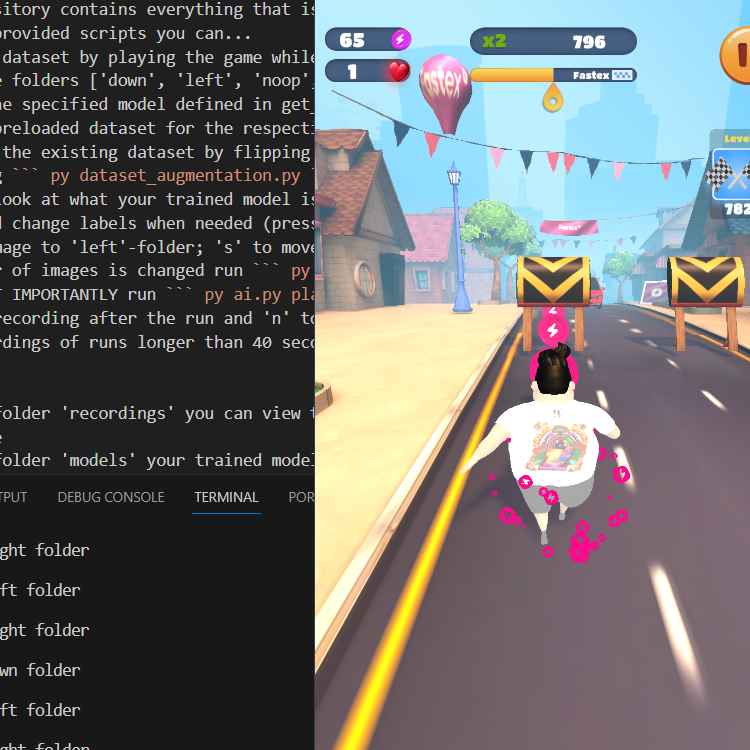 sitory contains everything that is
provided scripts you can...
dataset by playing the game while
e folders ['down', 'left', 'noop',
he specified model defined in get_
preloaded dataset for the respecti
the existing dataset by flipping
g ``` py dataset_augmentation.py
look at what your trained model is
d change labels when needed (press
mage to 'left'-folder; 's' to move
r of images is changed run ``` py
T IMPORTANTLY run ``` py ai.py pla
recording after the run and 'n' to
rdings of runs longer than 40 seco
folder 'recordings' you can view t
e
folder 'models' your trained model
TPUT DEBUG CONSOLE TERMINAL POR
ght folder
ft folder
ght folder
wn folder
ft folder
ght folder
65
x2 796
1
Fastex
astex!
Level
782
Fastex